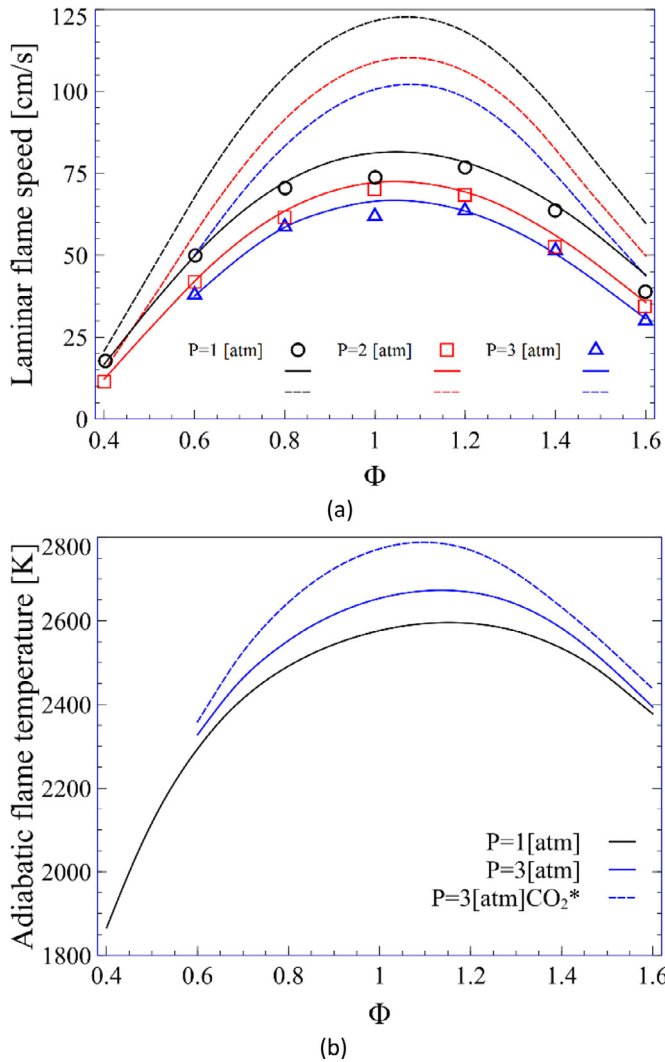 Laminar flame speed [cm/s]
125
100
75
50
25
0
P=1 [atm] P=2 [atm] P=3 [atm]
0.4 0.6 0.8 1 1.2 1.4 1.6
Φ
(a)
Adiabatic flame temperature [K]
2800
2600
2400
2200
2000
1800
P=1[atm]
P=3[atm]
P=3[atm]CO₂*
0.4 0.6 0.8 1 1.2 1.4 1.6
Φ
(b)